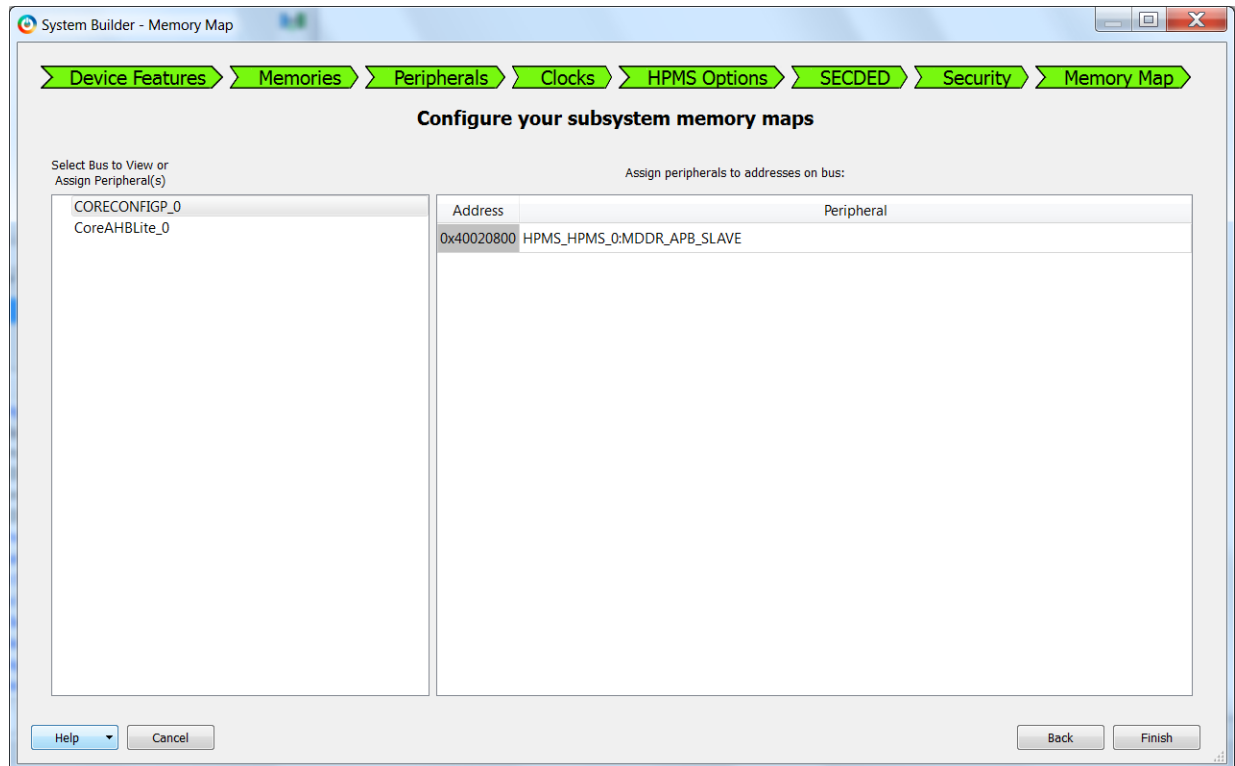 System Builder - Memory Map
Device Features Memories Peripherals Clocks HPMS Options SECDED Security Memory Map
Configure your subsystem memory maps
Select Bus to View or
Assign Peripheral(s)
Assign peripherals to addresses on bus:
CORECONFIGP_0
CoreAHBLite_0
Address Peripheral
0x40020800 HPMS_HPMS_0:MDDR_APB_SLAVE
Help Cancel Back Finish